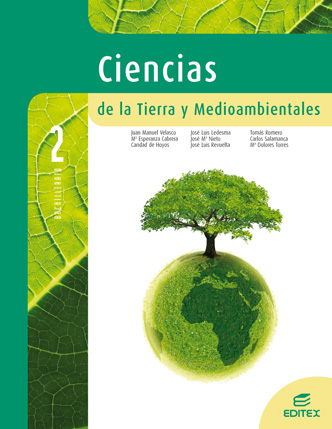 Ciencias
de la Tierra y Medioambientales
Juan Manuel Velasco
Mª Esperanza Cabrera
Caridad de Hoyos
José Luis Ledesma
José Mª Nieto
José Luis Revuelta
Tomás Romero
Carlos Salamanca
Mª Dolores Torres
2
BACHILLERATO
EDITEX